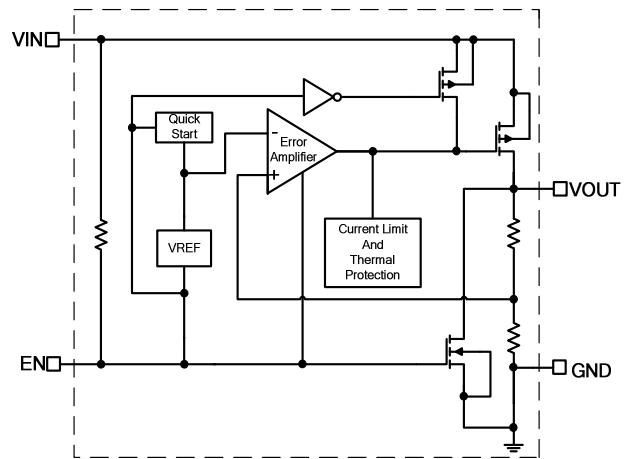 VIN
Quick
Start
-
Error
Amplifier
+
VOUT
VREF
Current Limit
And
Thermal
Protection
EN
GND